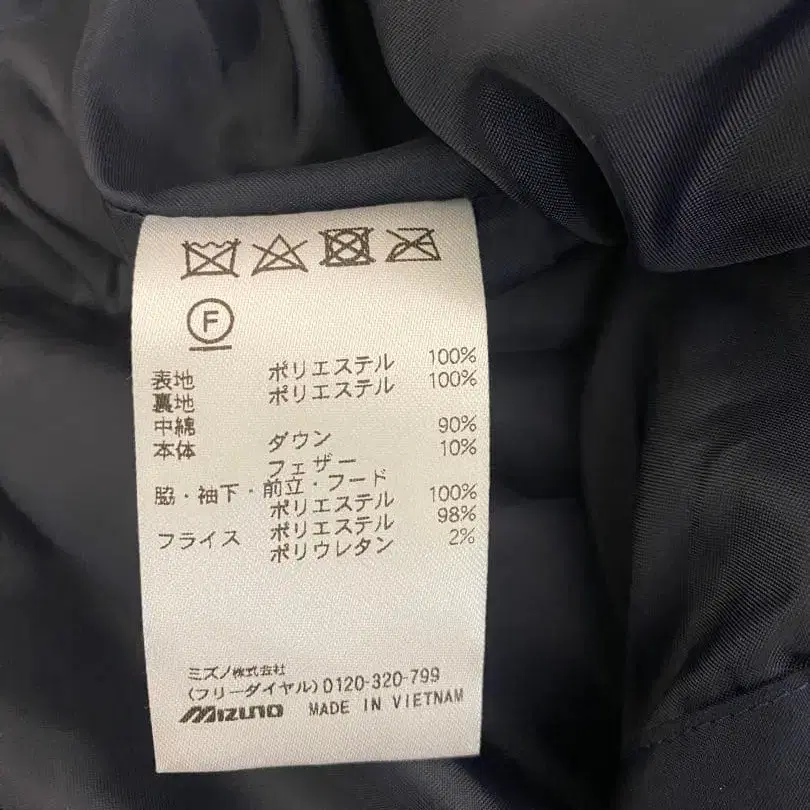 F
表地 ポリエステル 100%
裏地 ポリエステル 100%
中綿
本体 ダウン 90%
フェザー 10%
脇・袖下・前立・フード
ポリエステル 100%
フライス ポリエステル 98%
ポリウレタン 2%
ミズノ株式会社
(フリーダイヤル)0120-320-799
MIZUNO MADE IN VIETNAM